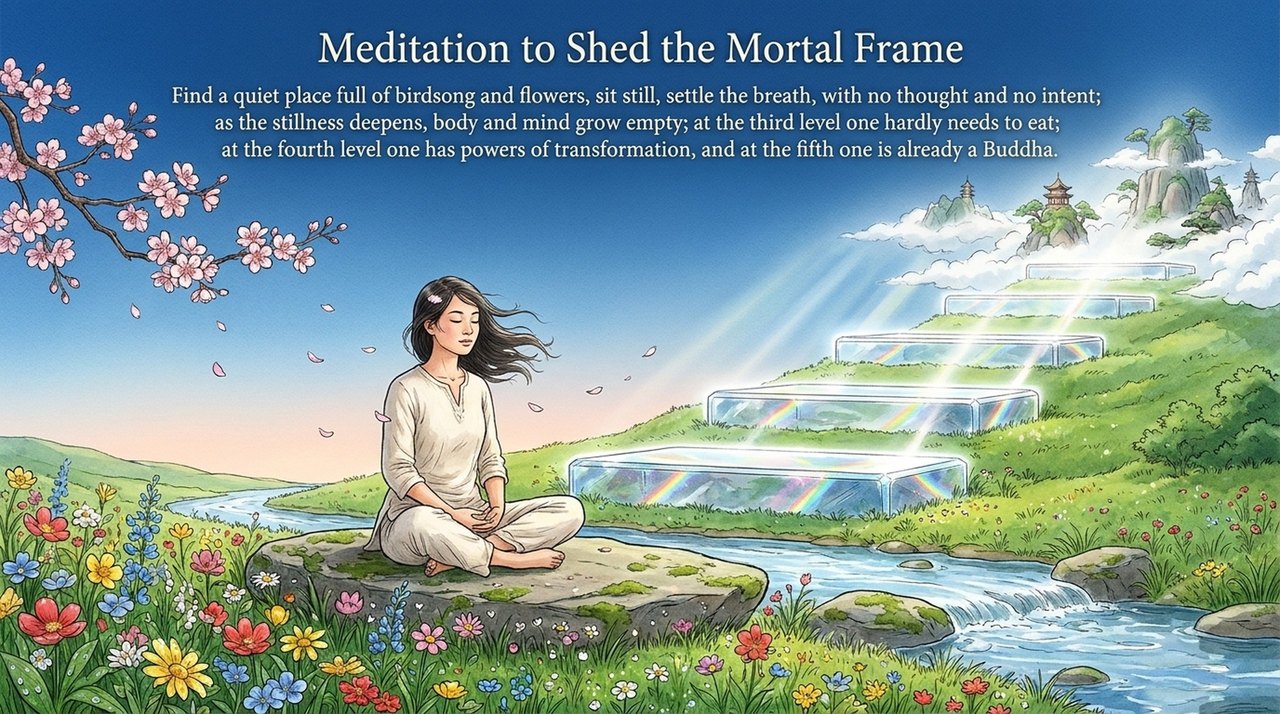 Meditation to Shed the Mortal Frame
Find a quiet place full of birdsong and flowers, sit still, settle the breath, with no thought and no intent;
as the stillness deepens, body and mind grow empty; at the third level one hardly needs to eat;
at the fourth level one has powers of transformation, and at the fifth one is already a Buddha.